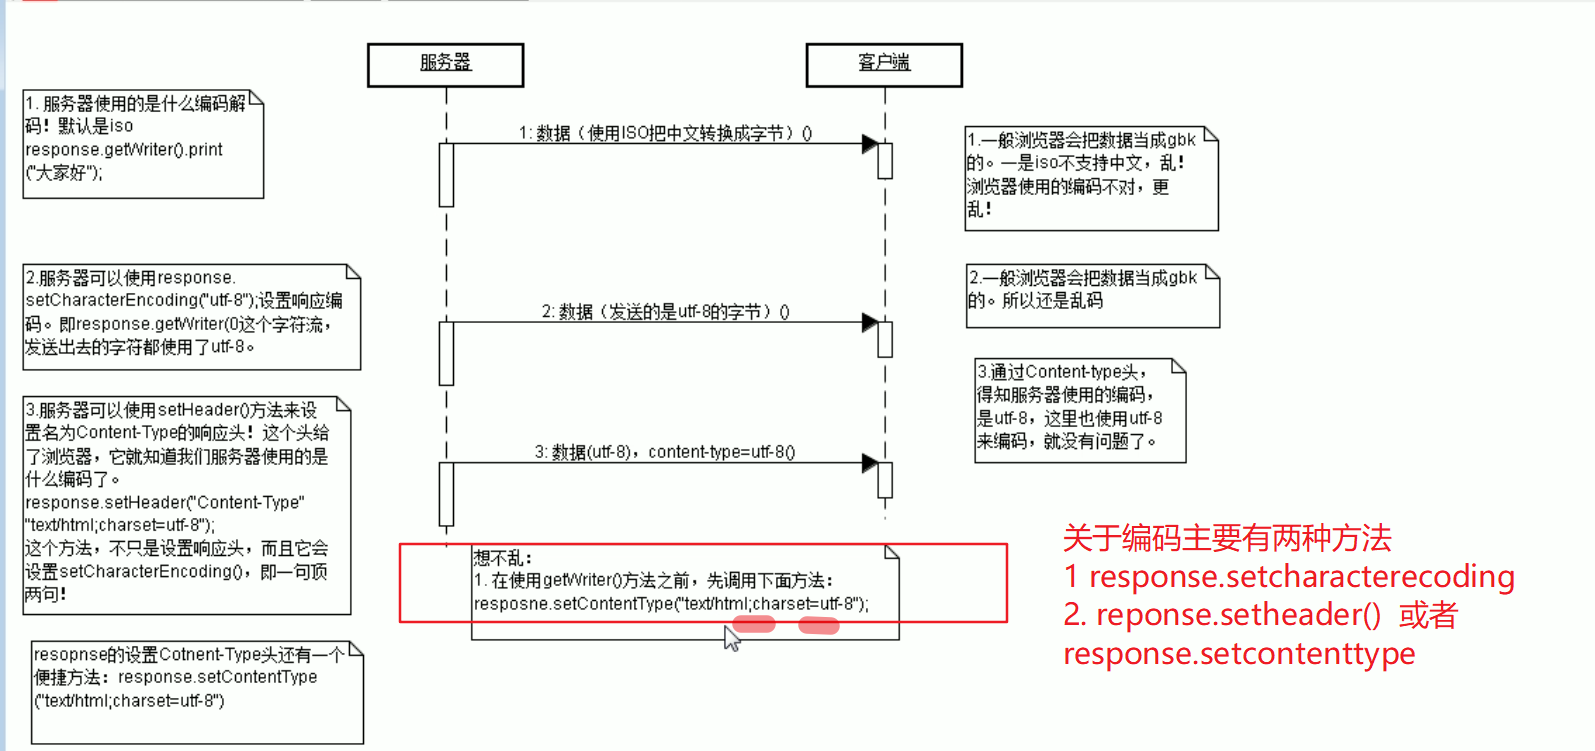 服务器
客户端
1. 服务器使用的是什么编码解
码！默认是iso
response.getWriter().print
("大家好");
1: 数据（使用ISO把中文转换成字节）()
1.一般浏览器会把数据当成gbk
的。一是iso不支持中文，乱！
浏览器使用的编码不对，更
乱！
2.服务器可以使用response.
setCharacterEncoding("utf-8");设置响应编
码。即response.getWriter(0这个字符流，
发送出去的字符都使用了utf-8。
2: 数据（发送的是utf-8的字节）()
2.一般浏览器会把数据当成gbk
的。所以还是乱码
3.服务器可以使用setHeader()方法来设
置名为Content-Type的响应头！这个头给
了浏览器，它就知道我们服务器使用的是
什么编码了。
response.setHeader("Content-Type"
"text/html;charset=utf-8");
这个方法，不只是设置响应头，而且它会
设置setCharacterEncoding()，即一句顶
两句！
3: 数据(utf-8)，content-type=utf-8()
3.通过Content-type头，
得知服务器使用的编码，
是utf-8，这里也使用utf-8
来编码，就没有问题了。
想不乱：
1. 在使用getWriter()方法之前，先调用下面方法：
resposne.setContentType("text/html;charset=utf-8");
resopnse的设置Cotnent-Type头还有一个
便捷方法：response.setContentType
("text/html;charset=utf-8")
关于编码主要有两种方法
1 response.setcharacterecoding
2. reponse.setheader() 或者
response.setcontenttype